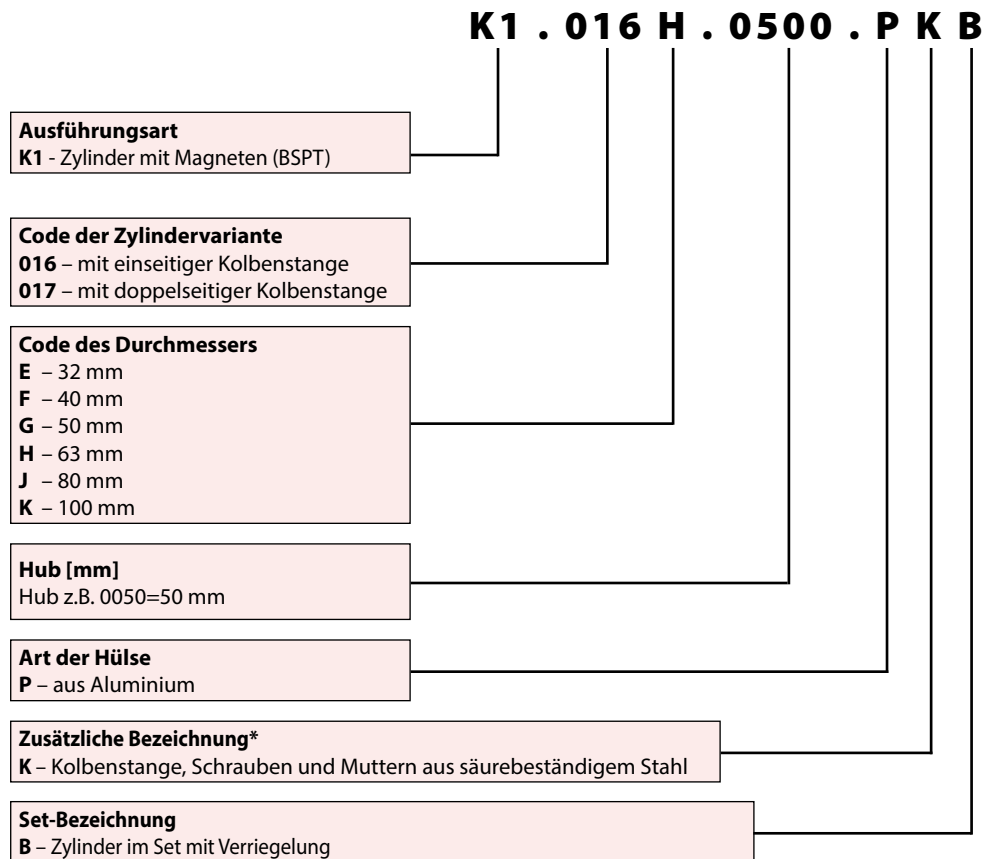 K1 . 016 H . 0500 . P K B
Ausführungsart
K1 - Zylinder mit Magneten (BSPT)
Code der Zylindervariante
016 – mit einseitiger Kolbenstange
017 – mit doppelseitiger Kolbenstange
Code des Durchmessers
E – 32 mm
F – 40 mm
G – 50 mm
H – 63 mm
J – 80 mm
K – 100 mm
Hub [mm]
Hub z.B. 0050=50 mm
Art der Hülse
P – aus Aluminium
Zusätzliche Bezeichnung*
K – Kolbenstange, Schrauben und Muttern aus säurebeständigem Stahl
Set-Bezeichnung
B – Zylinder im Set mit Verriegelung